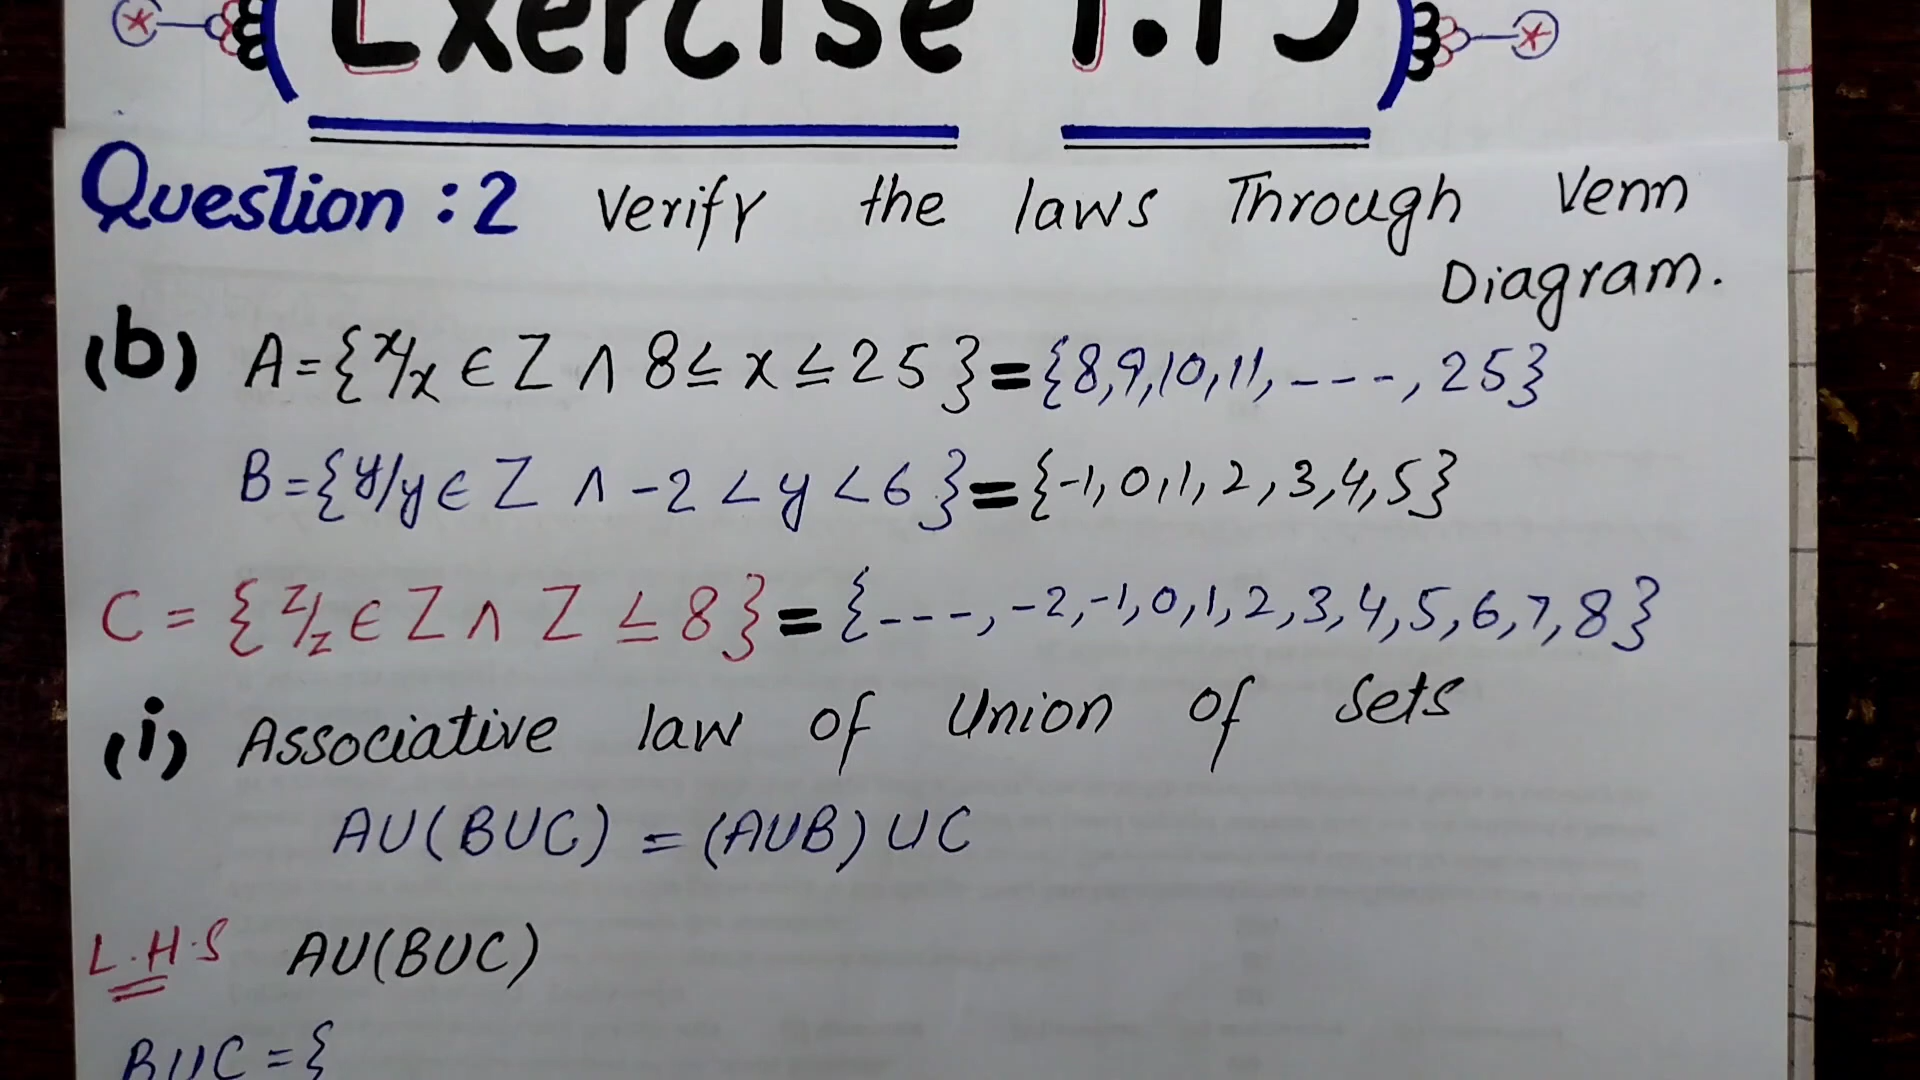 Exercise 1.15
Question : 2 Verify the laws Through Venn
Diagram.
(b) A = {x/x ∈ Z ∧ 8 ≤ x ≤ 25} = {8,9,10,11, - - - , 25}
B = {y/y ∈ Z ∧ -2 < y < 6} = {-1,0,1,2,3,4,5}
C = {z/z ∈ Z ∧ Z ≤ 8} = {- - - , -2,-1,0,1,2,3,4,5,6,7,8}
(i) Associative law of Union of Sets
AU(BUC) = (AUB)UC
L.H.S AU(BUC)
BUC = {